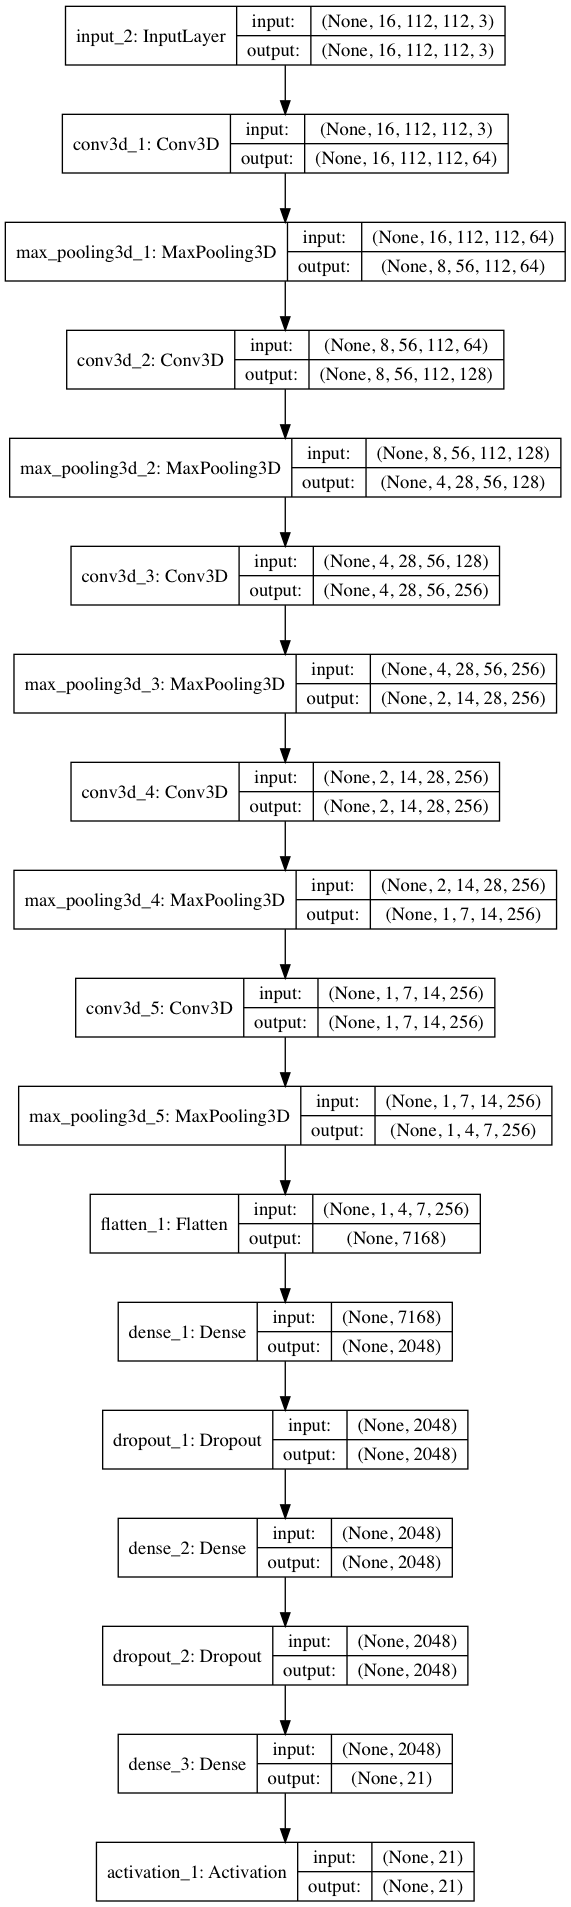 input_2: InputLayer
input: (None, 16, 112, 112, 3)
output: (None, 16, 112, 112, 3)
conv3d_1: Conv3D
input: (None, 16, 112, 112, 3)
output: (None, 16, 112, 112, 64)
max_pooling3d_1: MaxPooling3D
input: (None, 16, 112, 112, 64)
output: (None, 8, 56, 112, 64)
conv3d_2: Conv3D
input: (None, 8, 56, 112, 64)
output: (None, 8, 56, 112, 128)
max_pooling3d_2: MaxPooling3D
input: (None, 8, 56, 112, 128)
output: (None, 4, 28, 56, 128)
conv3d_3: Conv3D
input: (None, 4, 28, 56, 128)
output: (None, 4, 28, 56, 256)
max_pooling3d_3: MaxPooling3D
input: (None, 4, 28, 56, 256)
output: (None, 2, 14, 28, 256)
conv3d_4: Conv3D
input: (None, 2, 14, 28, 256)
output: (None, 2, 14, 28, 256)
max_pooling3d_4: MaxPooling3D
input: (None, 2, 14, 28, 256)
output: (None, 1, 7, 14, 256)
conv3d_5: Conv3D
input: (None, 1, 7, 14, 256)
output: (None, 1, 7, 14, 256)
max_pooling3d_5: MaxPooling3D
input: (None, 1, 7, 14, 256)
output: (None, 1, 4, 7, 256)
flatten_1: Flatten
input: (None, 1, 4, 7, 256)
output: (None, 7168)
dense_1: Dense
input: (None, 7168)
output: (None, 2048)
dropout_1: Dropout
input: (None, 2048)
output: (None, 2048)
dense_2: Dense
input: (None, 2048)
output: (None, 2048)
dropout_2: Dropout
input: (None, 2048)
output: (None, 2048)
dense_3: Dense
input: (None, 2048)
output: (None, 21)
activation_1: Activation
input: (None, 21)
output: (None, 21)